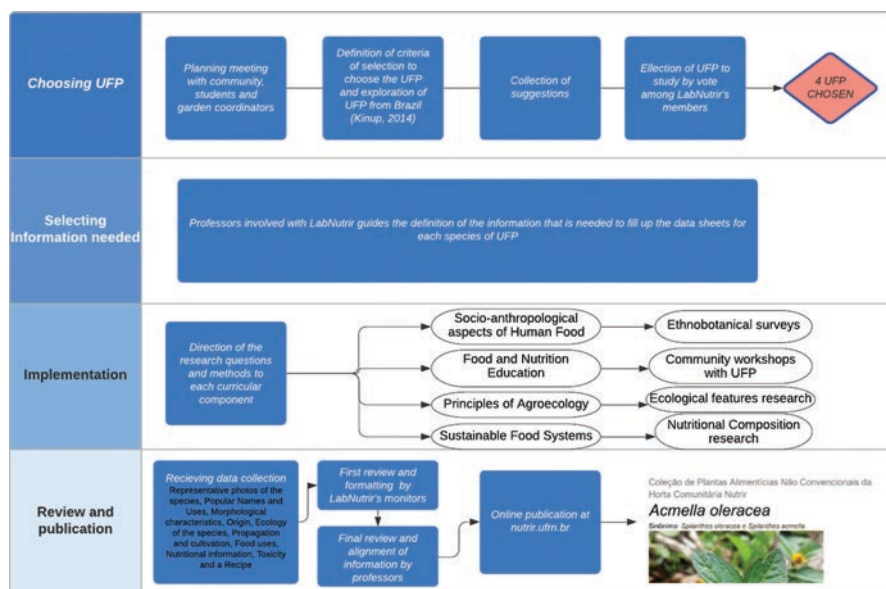 Choosing UFP
Planning meeting
with community,
students and
garden coordinators
Definition of criteria
of selection to
choose the UFP
and exploration of
UFP from Brazil
(Kinup, 2014)
Collection of
suggestions
Ellection of UFP to
study by vote
among LabNutrir's
members
4 UFP
CHOSEN
Selecting
Information needed
Professors involved with LabNutrir guides the definition of the information that is needed to fill up the data sheets for
each species of UFP
Implementation
Direction of the
research questions
and methods to
each curricular
component
Socio-anthropological
aspects of Human Food
Ethnobotanical surveys
Food and Nutrition
Education
Community workshops
with UFP
Principles of Agroecology
Ecological features research
Sustainable Food Systems
Nutritional Composition
research
Review and
publication
Recieving data collection
Representative photos of the
species, Popular Names and
Uses, Morphological
characteristics, Origin, Ecology
of the species, Propagation
and cultivation, Food uses,
Nutritional information, Toxicity
and a Recipe
First review and
formatting by
LabNutrir's monitors
Final review and
alignment of
information by
professors
Online publication at
nutrir.ufrn.br
Coleção de Plantas Alimentícias Não Convencionais da
Horta Comunitária Nutrir
Acmella oleracea
Sinônimo: Spilanthes oleracea e Spilanthes acmella